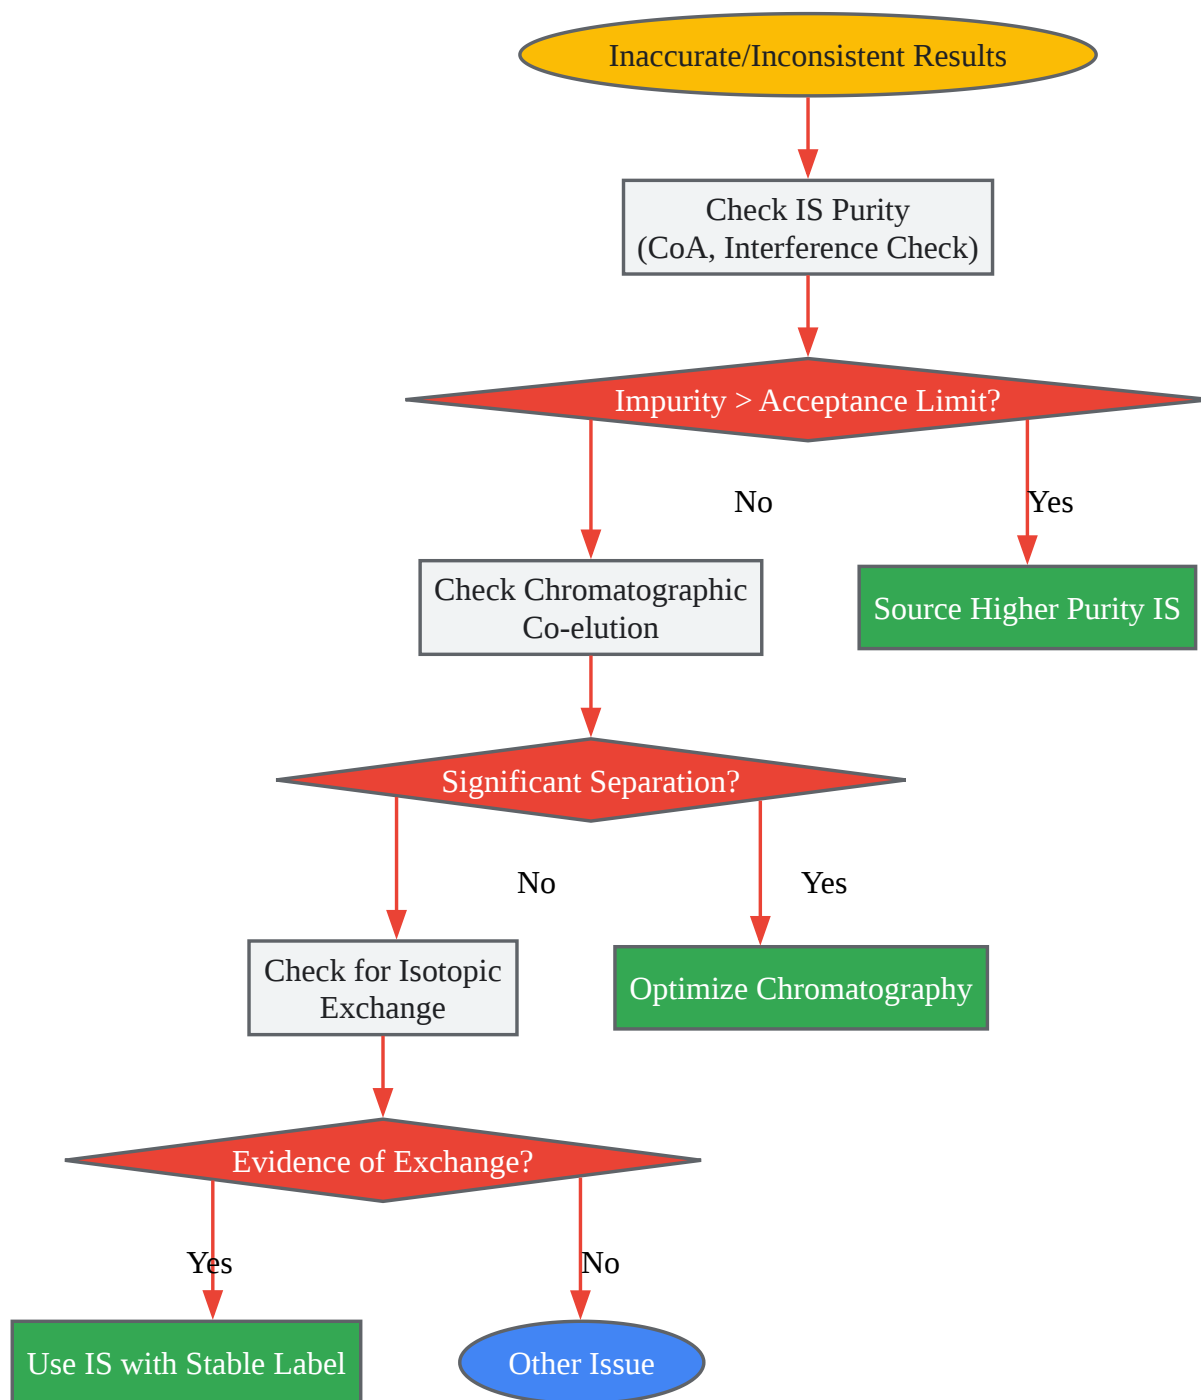 Inaccurate/Inconsistent Results
Check IS Purity
(CoA, Interference Check)
Impurity > Acceptance Limit?
No
Yes
Check Chromatographic
Co-elution
Source Higher Purity IS
Significant Separation?
No
Yes
Check for Isotopic
Exchange
Optimize Chromatography
Evidence of Exchange?
Yes
No
Use IS with Stable Label
Other Issue